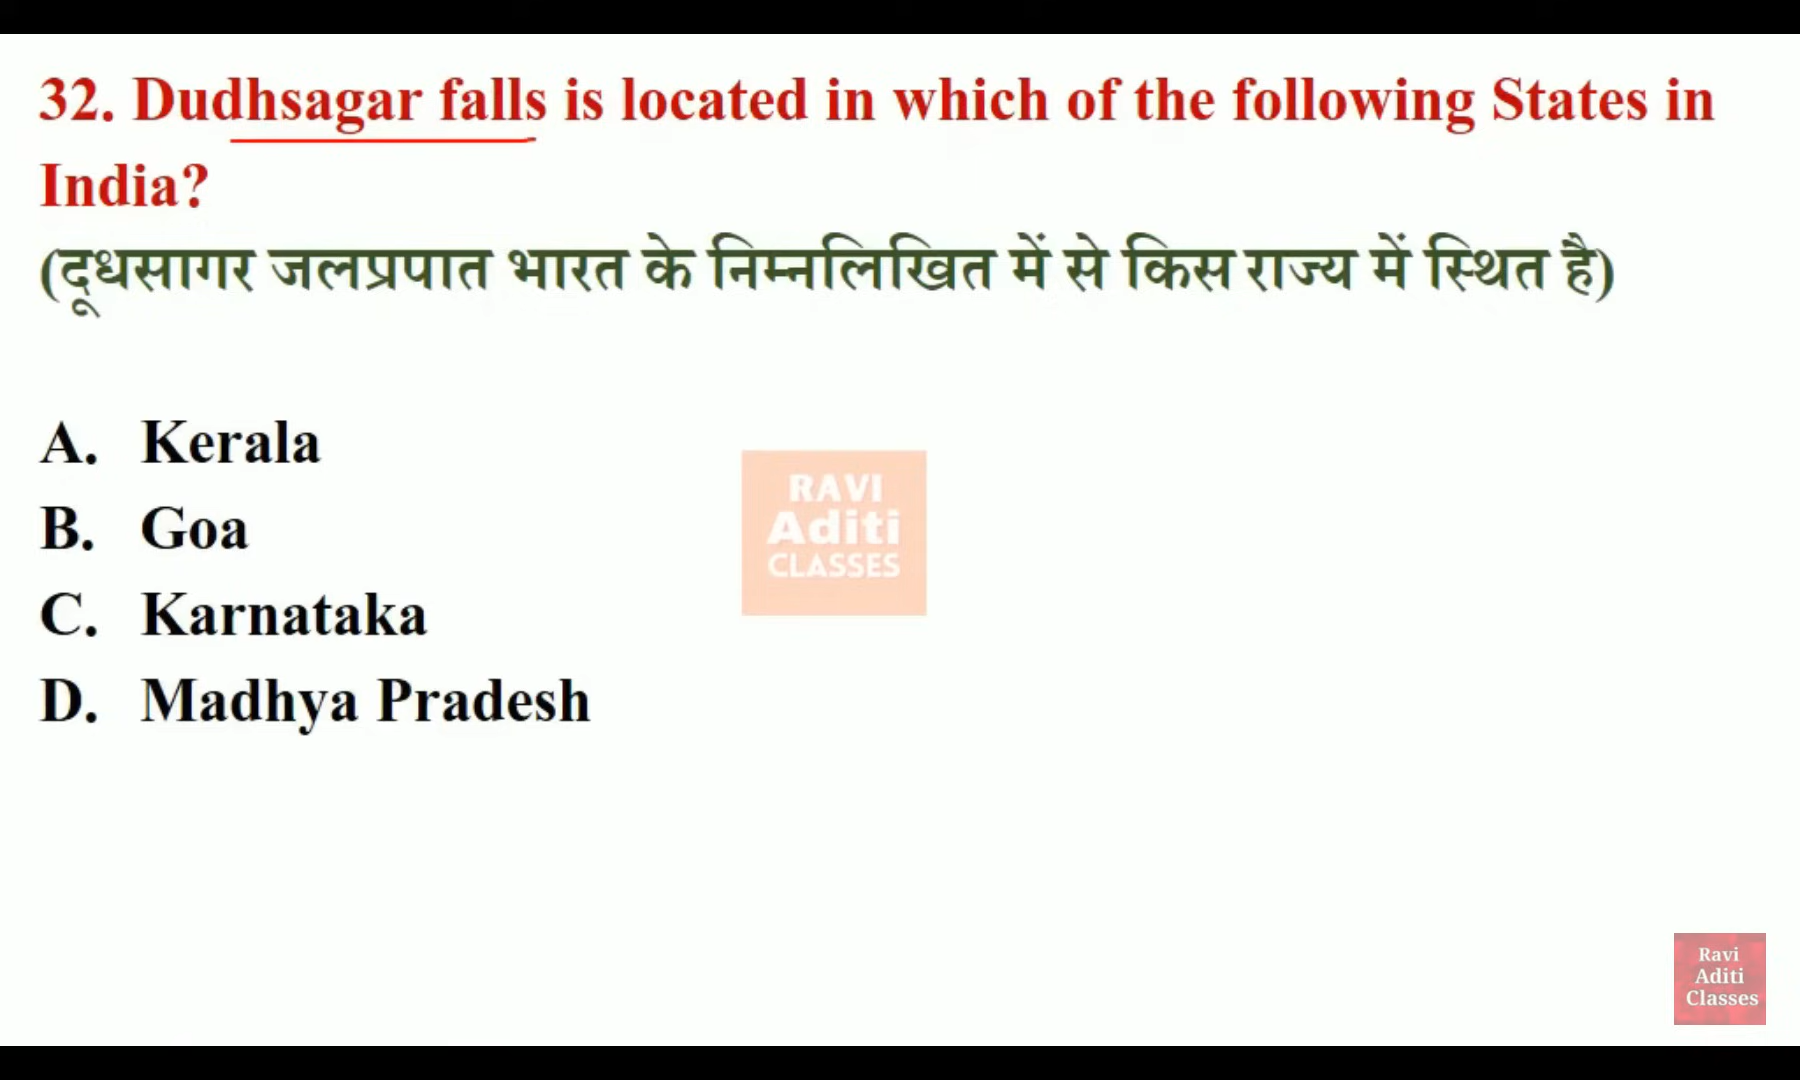 32. Dudhsagar falls is located in which of the following States in
India?
(दूधसागर जलप्रपात भारत के निम्नलिखित में से किस राज्य में स्थित है)
A. Kerala
B. Goa
C. Karnataka
D. Madhya Pradesh
RAVI
Aditi
CLASSES
Ravi
Aditi
Classes